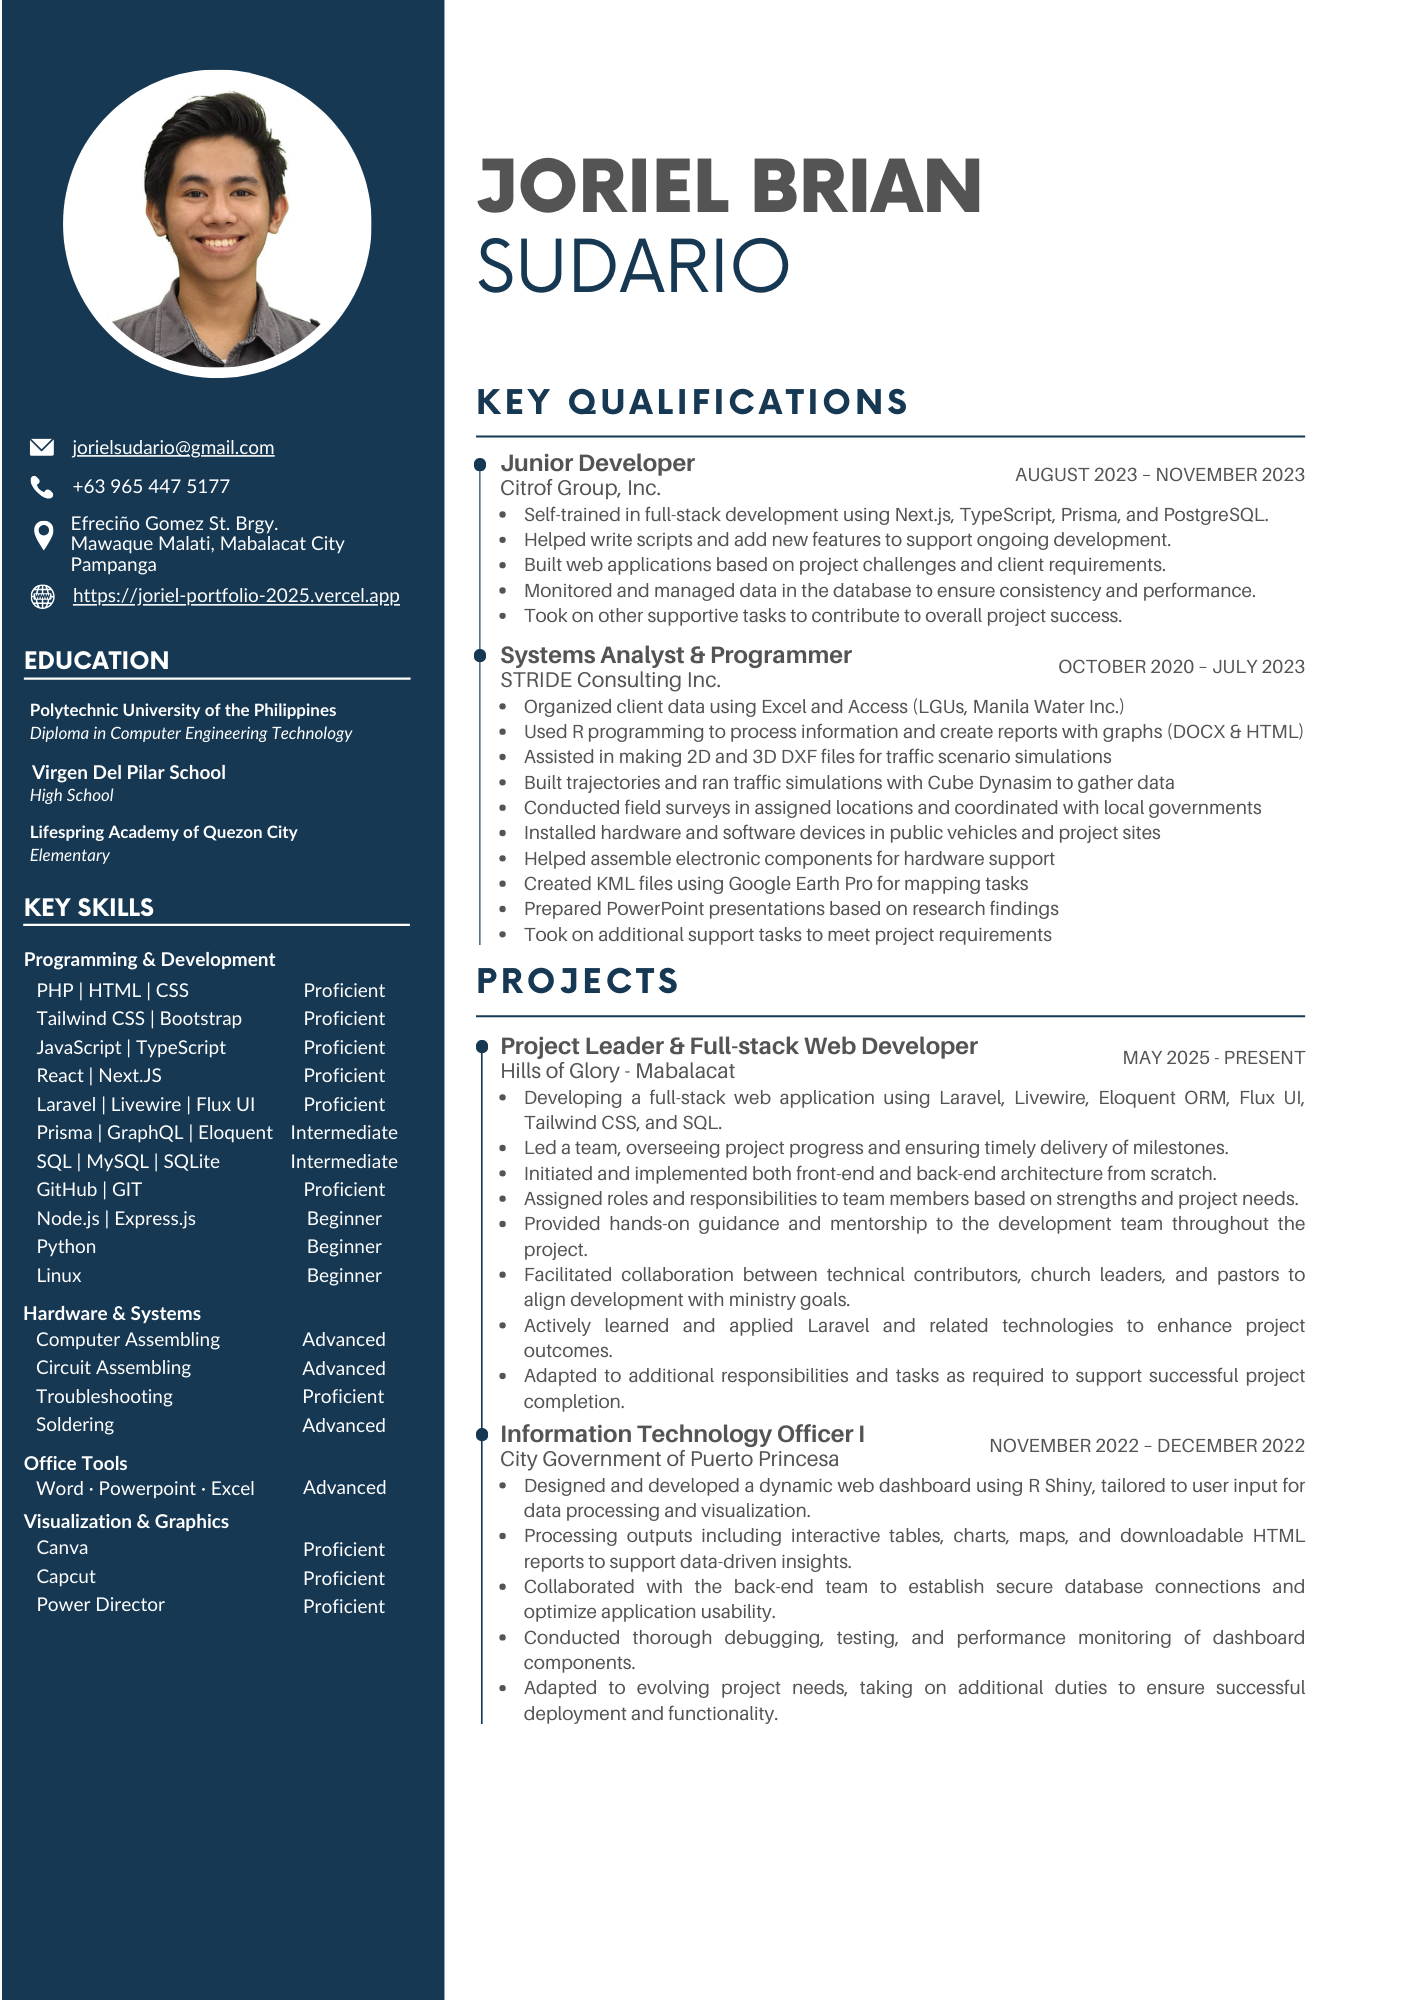 JORIEL BRIAN
SUDARIO
jorielsudario@gmail.com
+63 965 447 5177
Efreciño Gomez St. Brgy.
Mawaque Malati, Mabalacat City
Pampanga
https://joriel-portfolio-2025.vercel.app
EDUCATION
Polytechnic University of the Philippines
Diploma in Computer Engineering Technology
Virgen Del Pilar School
High School
Lifespring Academy of Quezon City
Elementary
KEY SKILLS
Programming & Development
PHP | HTML | CSS Proficient
Tailwind CSS | Bootstrap Proficient
JavaScript | TypeScript Proficient
React | Next.JS Proficient
Laravel | Livewire | Flux UI Proficient
Prisma | GraphQL | Eloquent Intermediate
SQL | MySQL | SQLite Intermediate
GitHub | GIT Proficient
Node.js | Express.js Beginner
Python Beginner
Linux Beginner
Hardware & Systems
Computer Assembling Advanced
Circuit Assembling Advanced
Troubleshooting Proficient
Soldering Advanced
Office Tools
Word · Powerpoint · Excel Advanced
Visualization & Graphics
Canva Proficient
Capcut Proficient
Power Director Proficient
KEY QUALIFICATIONS
Junior Developer
AUGUST 2023 – NOVEMBER 2023
Citrof Group, Inc.
• Self-trained in full-stack development using Next.js, TypeScript, Prisma, and PostgreSQL.
• Helped write scripts and add new features to support ongoing development.
• Built web applications based on project challenges and client requirements.
• Monitored and managed data in the database to ensure consistency and performance.
• Took on other supportive tasks to contribute to overall project success.
Systems Analyst & Programmer
OCTOBER 2020 – JULY 2023
STRIDE Consulting Inc.
• Organized client data using Excel and Access (LGUs, Manila Water Inc.)
• Used R programming to process information and create reports with graphs (DOCX & HTML)
• Assisted in making 2D and 3D DXF files for traffic scenario simulations
• Built trajectories and ran traffic simulations with Cube Dynasim to gather data
• Conducted field surveys in assigned locations and coordinated with local governments
• Installed hardware and software devices in public vehicles and project sites
• Helped assemble electronic components for hardware support
• Created KML files using Google Earth Pro for mapping tasks
• Prepared PowerPoint presentations based on research findings
• Took on additional support tasks to meet project requirements
PROJECTS
Project Leader & Full-stack Web Developer
MAY 2025 - PRESENT
Hills of Glory - Mabalacat
• Developing a full-stack web application using Laravel, Livewire, Eloquent ORM, Flux UI,
Tailwind CSS, and SQL.
• Led a team, overseeing project progress and ensuring timely delivery of milestones.
• Initiated and implemented both front-end and back-end architecture from scratch.
• Assigned roles and responsibilities to team members based on strengths and project needs.
• Provided hands-on guidance and mentorship to the development team throughout the
project.
• Facilitated collaboration between technical contributors, church leaders, and pastors to
align development with ministry goals.
• Actively learned and applied Laravel and related technologies to enhance project
outcomes.
• Adapted to additional responsibilities and tasks as required to support successful project
completion.
Information Technology Officer I
NOVEMBER 2022 – DECEMBER 2022
City Government of Puerto Princesa
• Designed and developed a dynamic web dashboard using R Shiny, tailored to user input for
data processing and visualization.
• Processing outputs including interactive tables, charts, maps, and downloadable HTML
reports to support data-driven insights.
• Collaborated with the back-end team to establish secure database connections and
optimize application usability.
• Conducted thorough debugging, testing, and performance monitoring of dashboard
components.
• Adapted to evolving project needs, taking on additional duties to ensure successful
deployment and functionality.